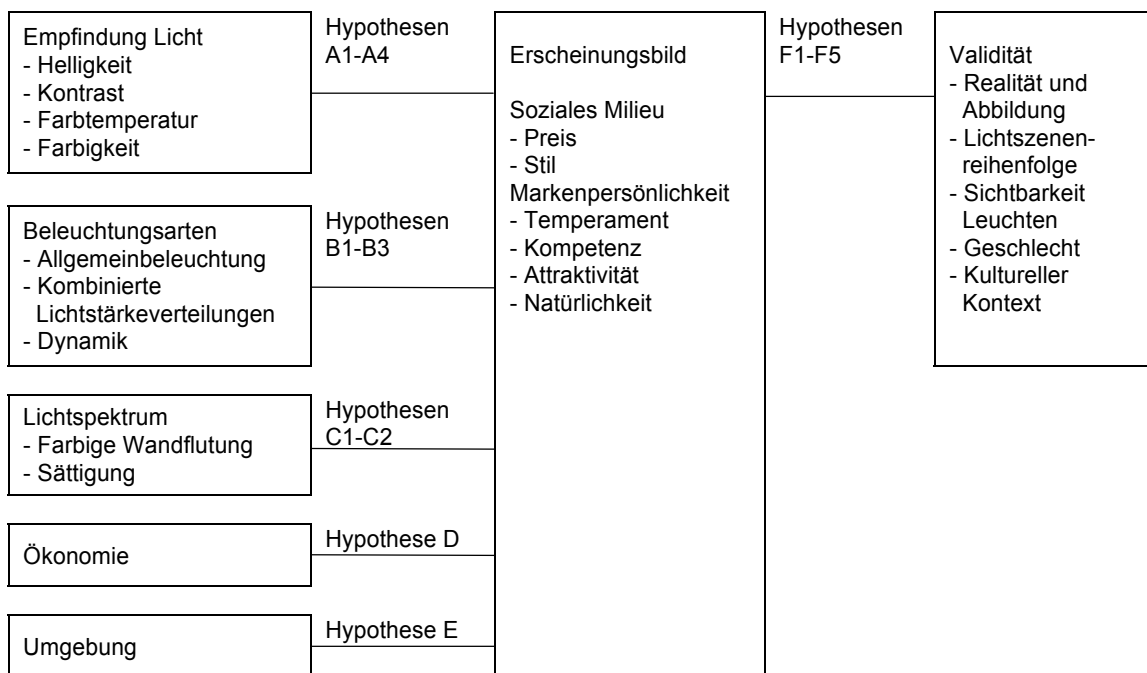 Empfindung Licht
- Helligkeit
- Kontrast
- Farbtemperatur
- Farbigkeit
Hypothesen
A1-A4
Beleuchtungsarten
- Allgemeinbeleuchtung
- Kombinierte
Lichtstärkeverteilungen
- Dynamik
Hypothesen
B1-B3
Lichtspektrum
- Farbige Wandflutung
- Sättigung
Hypothesen
C1-C2
Ökonomie
Hypothese D
Umgebung
Hypothese E
Erscheinungsbild
Soziales Milieu
- Preis
- Stil
Markenpersönlichkeit
- Temperament
- Kompetenz
- Attraktivität
- Natürlichkeit
Hypothesen
F1-F5
Validität
- Realität und
Abbildung
- Lichtszenen-
reihenfolge
- Sichtbarkeit
Leuchten
- Geschlecht
- Kultureller
Kontext